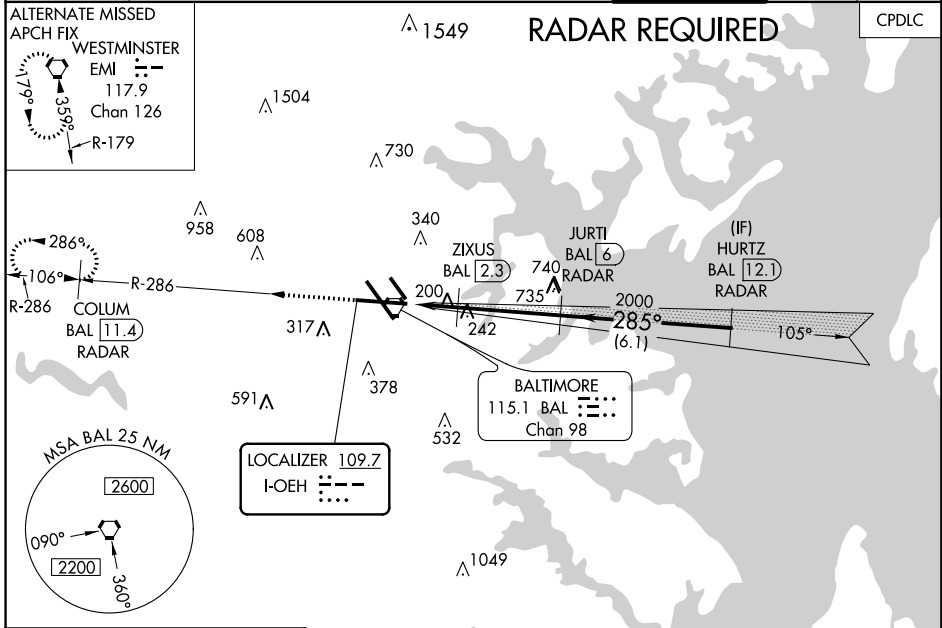 ALTERNATE MISSED
APCH FIX
WESTMINSTER
EMI
117.9
Chan 126
179°
359°
R-179
1549
RADAR REQUIRED
CPDLC
1504
730
958
608
340
ZIXUS
BAL 2.3
JURTI
BAL 6
RADAR
(IF)
HURTZ
BAL 12.1
RADAR
286°
106°
R-286
R-286
COLUM
BAL 11.4
RADAR
200
242
740
735
2000
285°
(6.1)
105°
317
378
591
532
BALTIMORE
115.1 BAL
Chan 98
LOCALIZER 109.7
I-OEH
MSA BAL 25 NM
2600
090°
2200
360°
1049